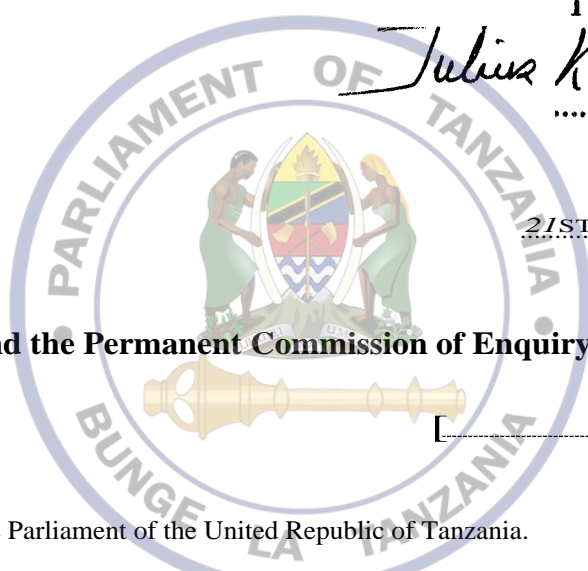 Julius K
21ST
nd the Permanent Commission of Enquiry
[
Parliament of the United Republic of Tanzania.
PARLIAMENT OF TANZANIA
BUNGE LA TANZANIA